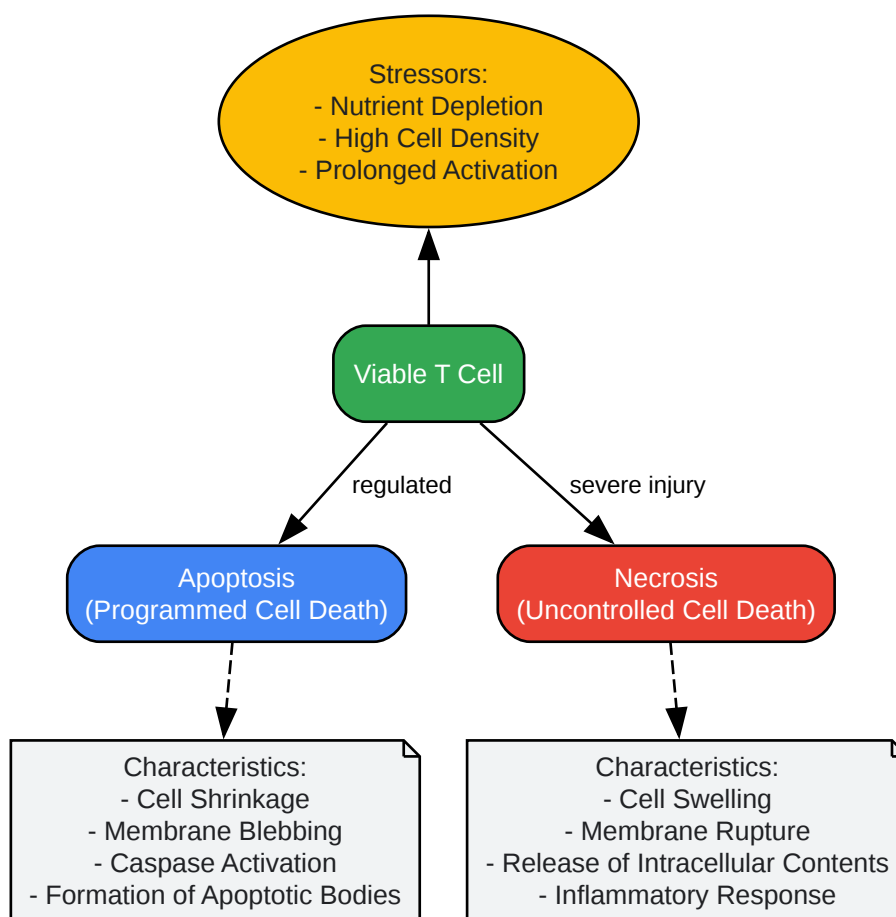 Stressors:
- Nutrient Depletion
- High Cell Density
- Prolonged Activation
Viable T Cell
regulated
severe injury
Apoptosis
(Programmed Cell Death)
Necrosis
(Uncontrolled Cell Death)
Characteristics:
- Cell Shrinkage
- Membrane Blebbing
- Caspase Activation
- Formation of Apoptotic Bodies
Characteristics:
- Cell Swelling
- Membrane Rupture
- Release of Intracellular Contents
- Inflammatory Response